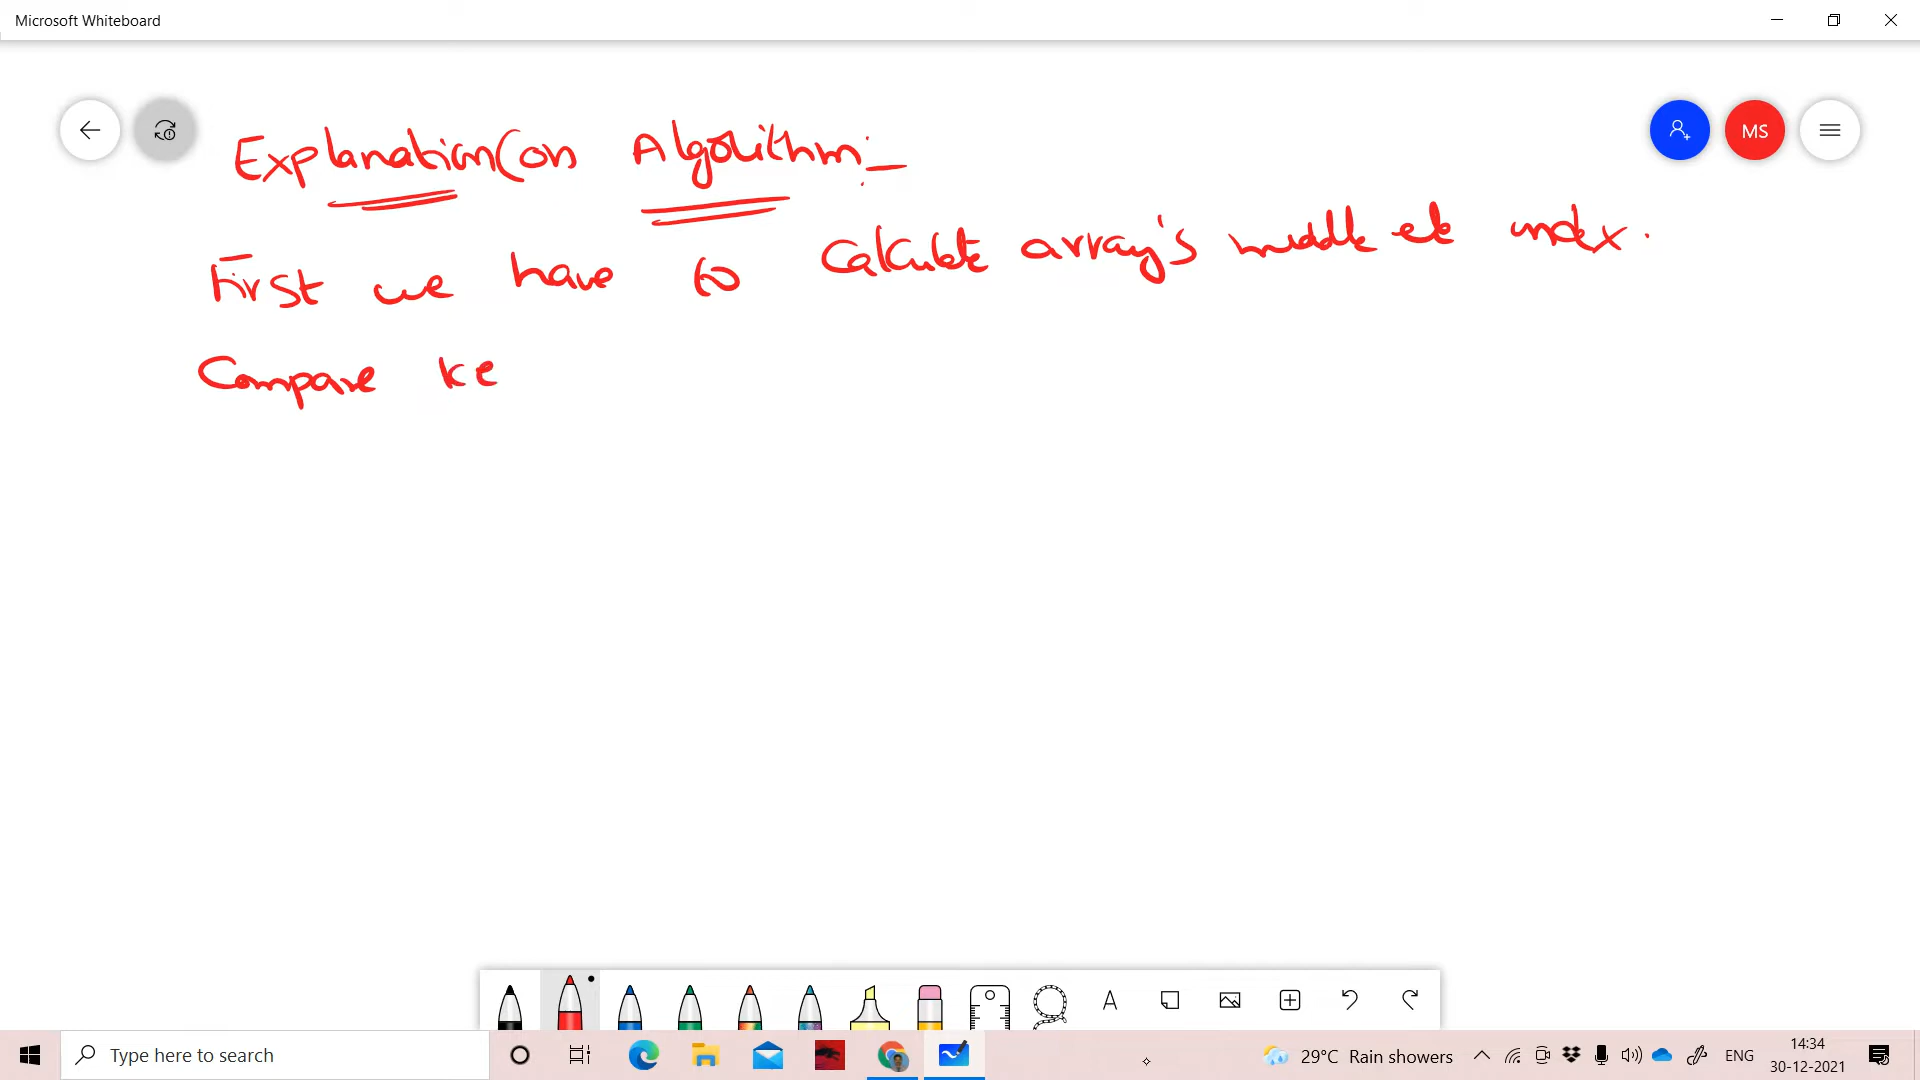 Microsoft Whiteboard
MS
Explanation on Algorithm:-
First we have to calculate array's middle ele index.
Compare ke
A
Type here to search
29°C Rain showers
ENG
14:34
30-12-2021